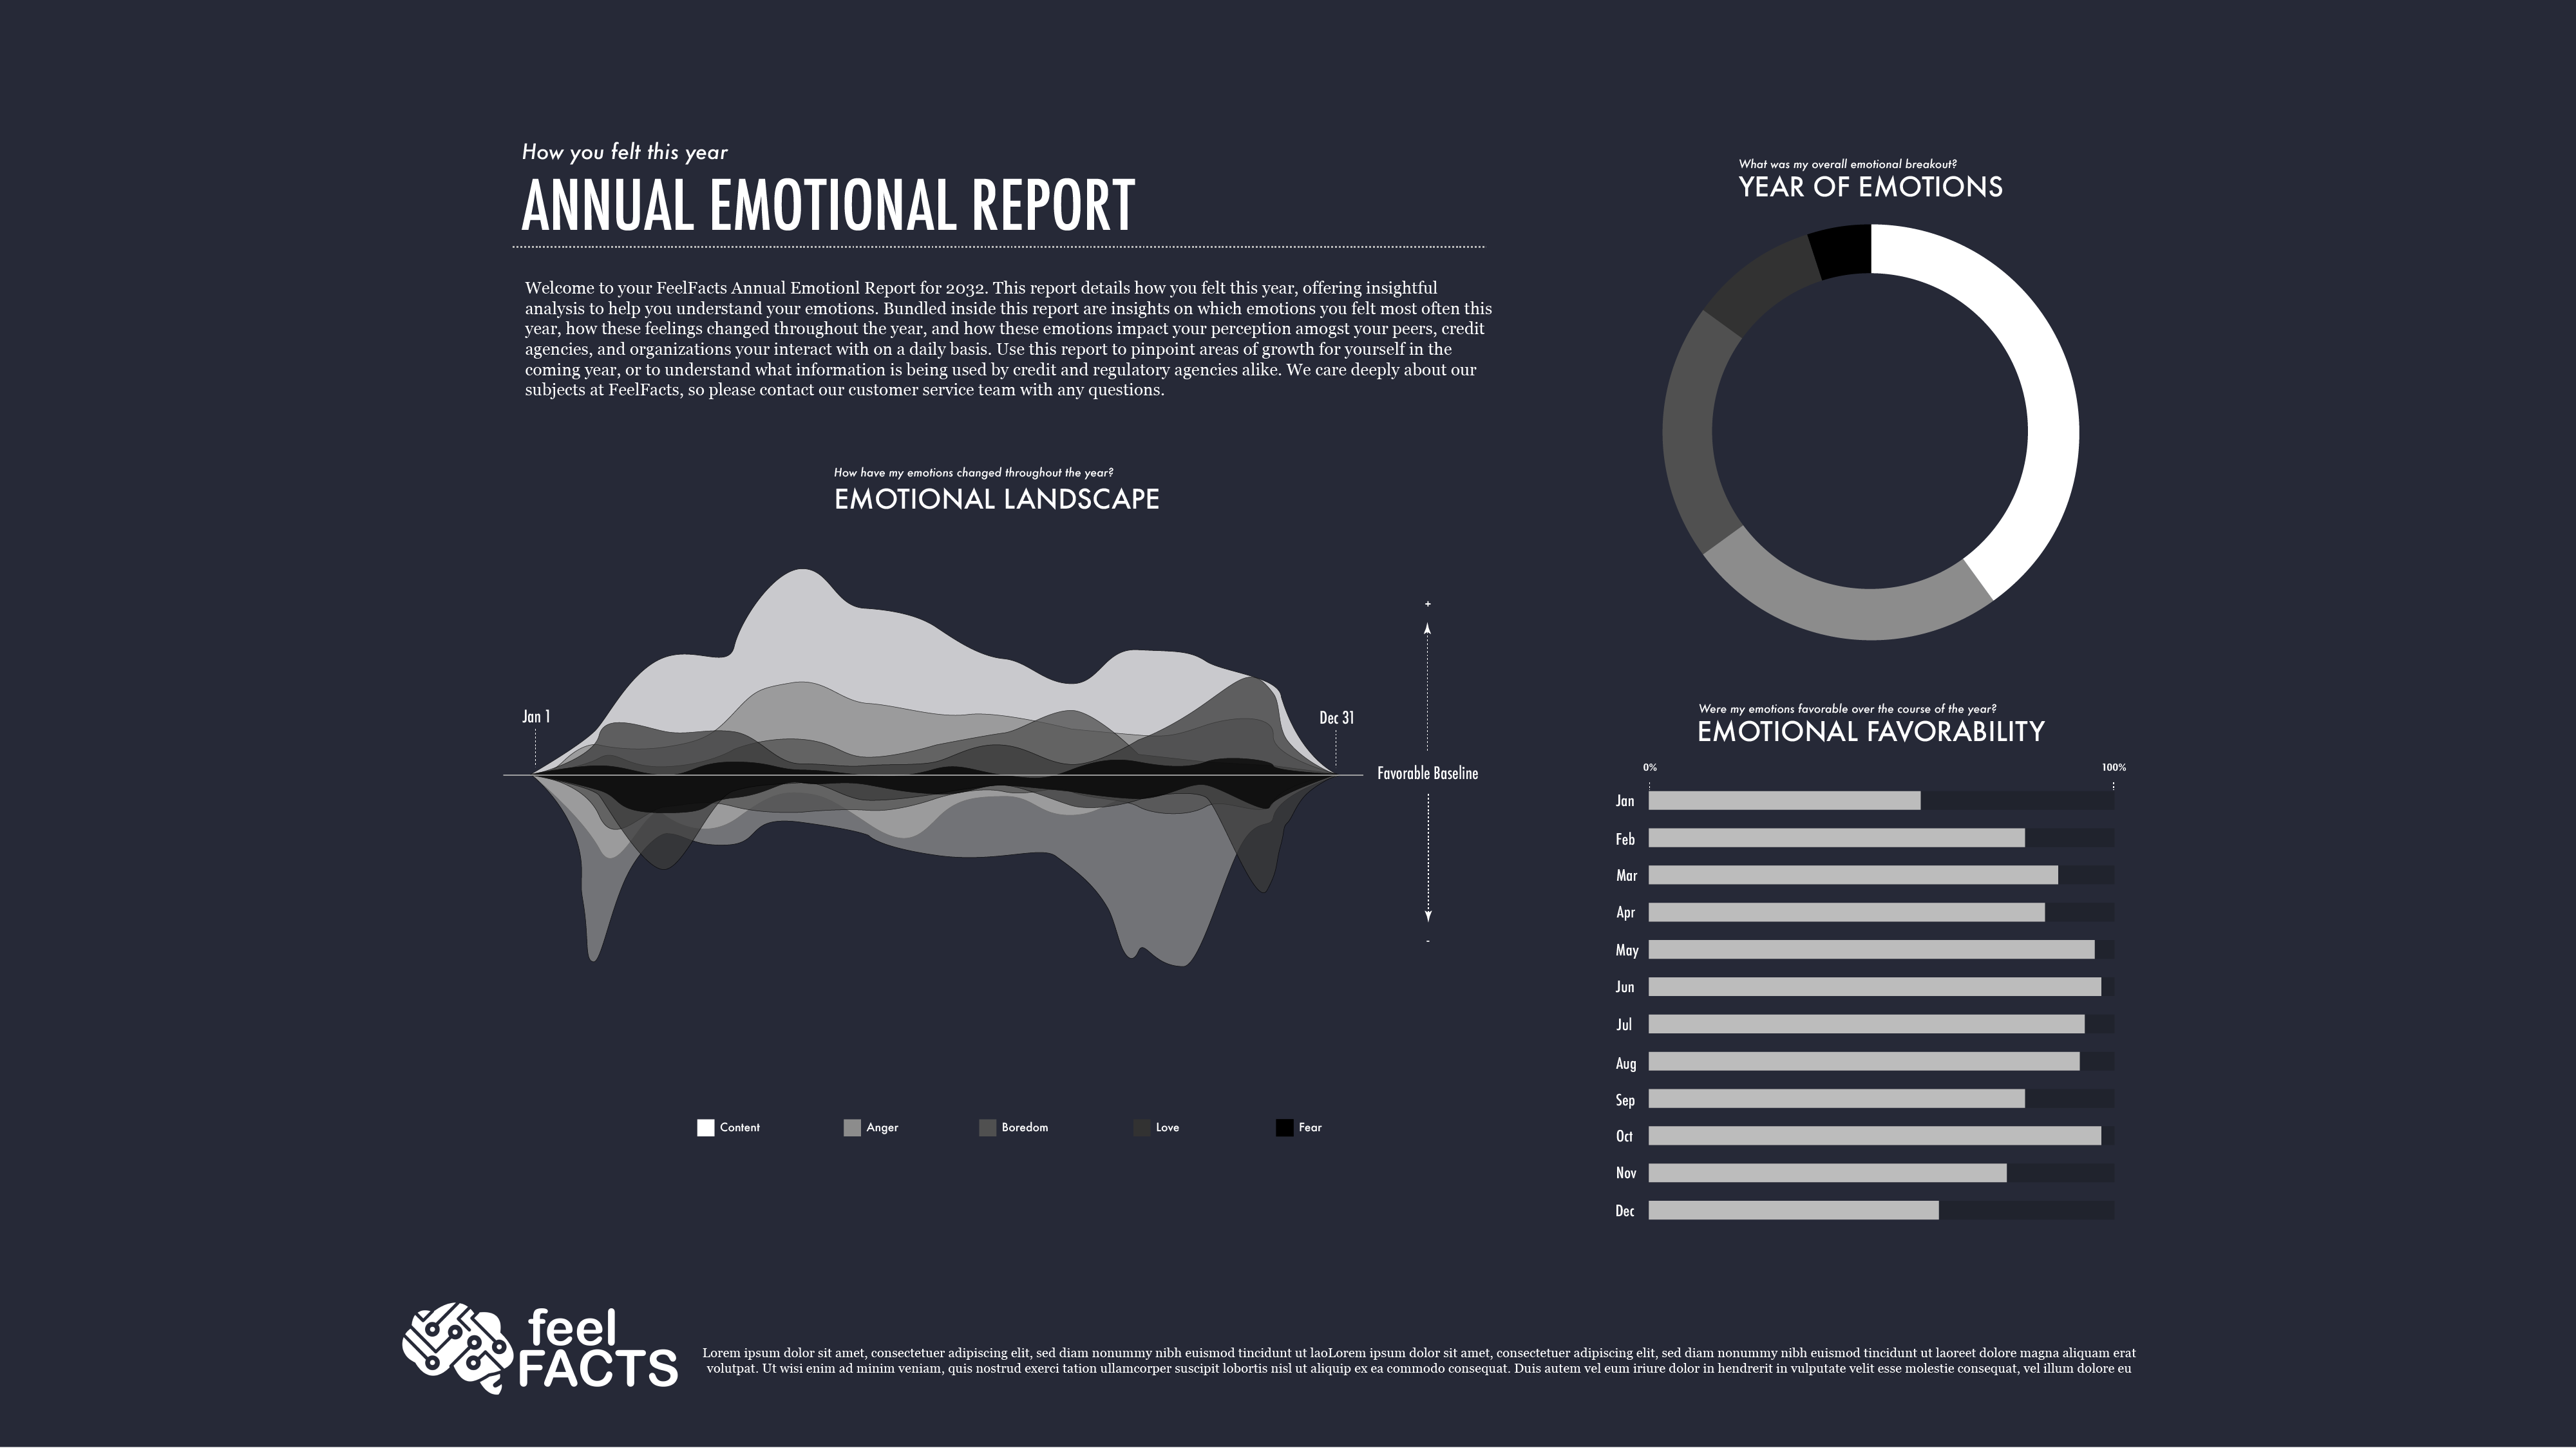 How you felt this year
ANNUAL EMOTIONAL REPORT
Welcome to your FeelFacts Annual Emotionl Report for 2032. This report details how you felt this year, offering insightful
analysis to help you understand your emotions. Bundled inside this report are insights on which emotions you felt most often this
year, how these feelings changed throughout the year, and how these emotions impact your perception amogst your peers, credit
agencies, and organizations your interact with on a daily basis. Use this report to pinpoint areas of growth for yourself in the
coming year, or to understand what information is being used by credit and regulatory agencies alike. We care deeply about our
subjects at FeelFacts, so please contact our customer service team with any questions.
How have my emotions changed throughout the year?
EMOTIONAL LANDSCAPE
Jan 1
Dec 31
+
Favorable Baseline
-
Content
Anger
Boredom
Love
Fear
What was my overall emotional breakout?
YEAR OF EMOTIONS
Were my emotions favorable over the course of the year?
EMOTIONAL FAVORABILITY
0%
100%
Jan
Feb
Mar
Apr
May
Jun
Jul
Aug
Sep
Oct
Nov
Dec
feel
FACTS
Lorem ipsum dolor sit amet, consectetuer adipiscing elit, sed diam nonummy nibh euismod tincidunt ut laoLorem ipsum dolor sit amet, consectetuer adipiscing elit, sed diam nonummy nibh euismod tincidunt ut laoreet dolore magna aliquam erat
volutpat. Ut wisi enim ad minim veniam, quis nostrud exerci tation ullamcorper suscipit lobortis nisl ut aliquip ex ea commodo consequat. Duis autem vel eum iriure dolor in hendrerit in vulputate velit esse molestie consequat, vel illum dolore eu